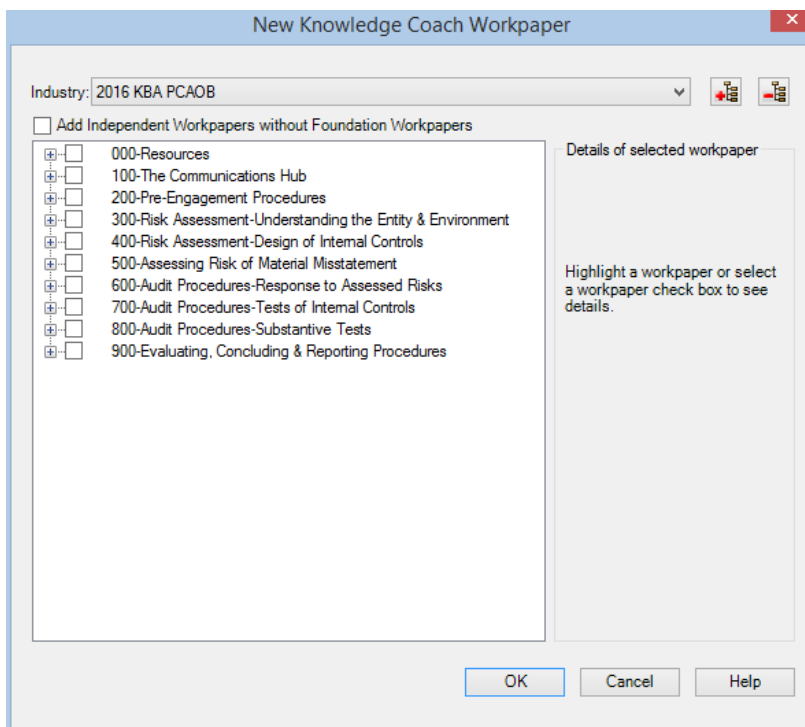 New Knowledge Coach Workpaper
Industry: 2016 KBA PCAOB
Add Independent Workpapers without Foundation Workpapers
000-Resources
100-The Communications Hub
200-Pre-Engagement Procedures
300-Risk Assessment-Understanding the Entity & Environment
400-Risk Assessment-Design of Internal Controls
500-Assessing Risk of Material Misstatement
600-Audit Procedures-Response to Assessed Risks
700-Audit Procedures-Tests of Internal Controls
800-Audit Procedures-Substantive Tests
900-Evaluating, Concluding & Reporting Procedures
Details of selected workpaper
Highlight a workpaper or select
a workpaper check box to see
details.
OK
Cancel
Help